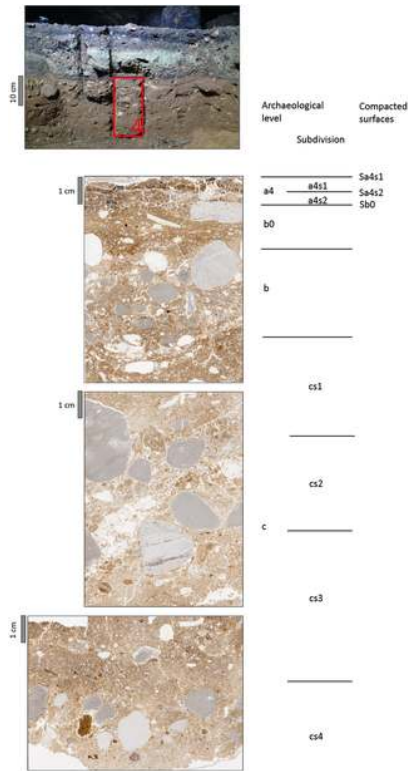 10 cm
Archaeological level
Compacted surfaces
Subdivision
Sa4s1
a4s1
1 cm
a4
Sa4s2
a4s2
Sb0
b0
b
cs1
1 cm
cs2
c
cs3
1 cm
cs4